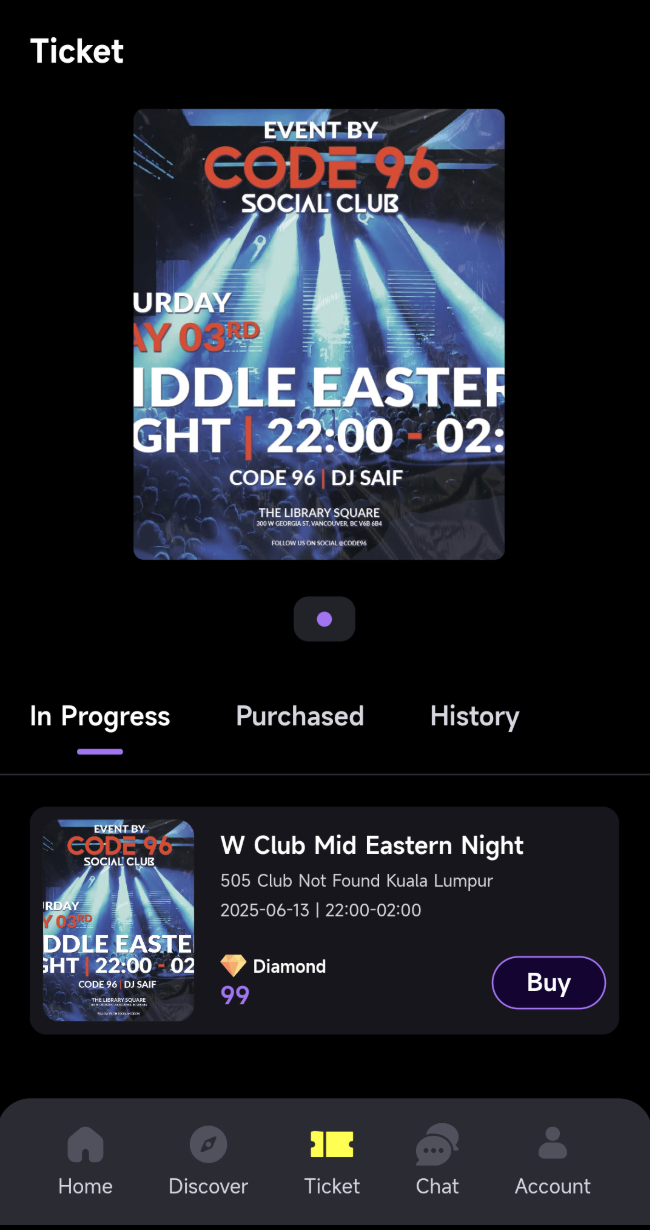 Ticket
EVENT BY
CODE 96
SOCIAL CLUB
URDAY
AY 03RD
IDDLE EASTER
GHT | 22:00 - 02:
CODE 96 | DJ SAIF
THE LIBRARY SQUARE
300 W GEORGIA ST, VANCOUVER, BC V6B 6B4
FOLLOW US ON SOCIAL @CODE96
In Progress Purchased History
EVENT BY
CODE 96
SOCIAL CLUB
RDAY
Y 03RD
DDLE EASTE
GHT | 22:00 - 02
CODE 96 | DJ SAIF
THE LIBRARY SQUARE
W Club Mid Eastern Night
505 Club Not Found Kuala Lumpur
2025-06-13 | 22:00-02:00
Diamond
99
Buy
Home Discover Ticket Chat Account